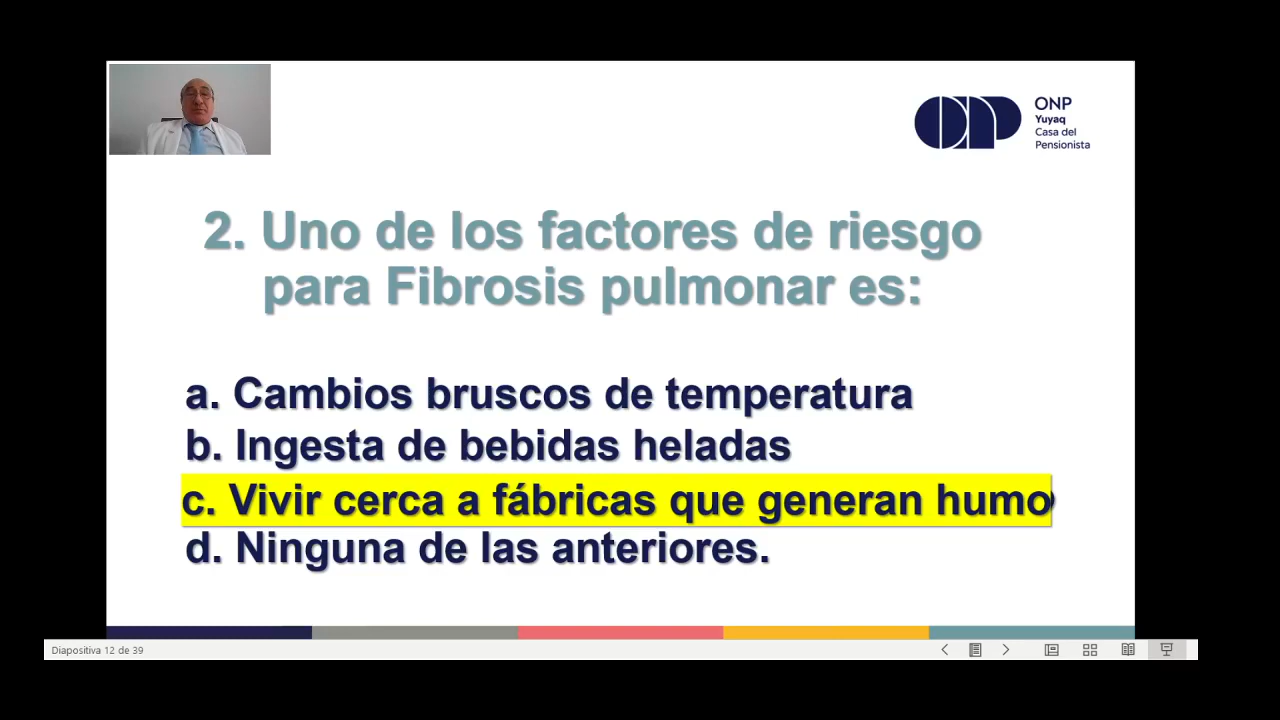 ONP
Yuyaq
Casa del
Pensionista
2. Uno de los factores de riesgo
para Fibrosis pulmonar es:
a. Cambios bruscos de temperatura
b. Ingesta de bebidas heladas
c. Vivir cerca a fábricas que generan humo
d. Ninguna de las anteriores.
Diapositiva 12 de 39